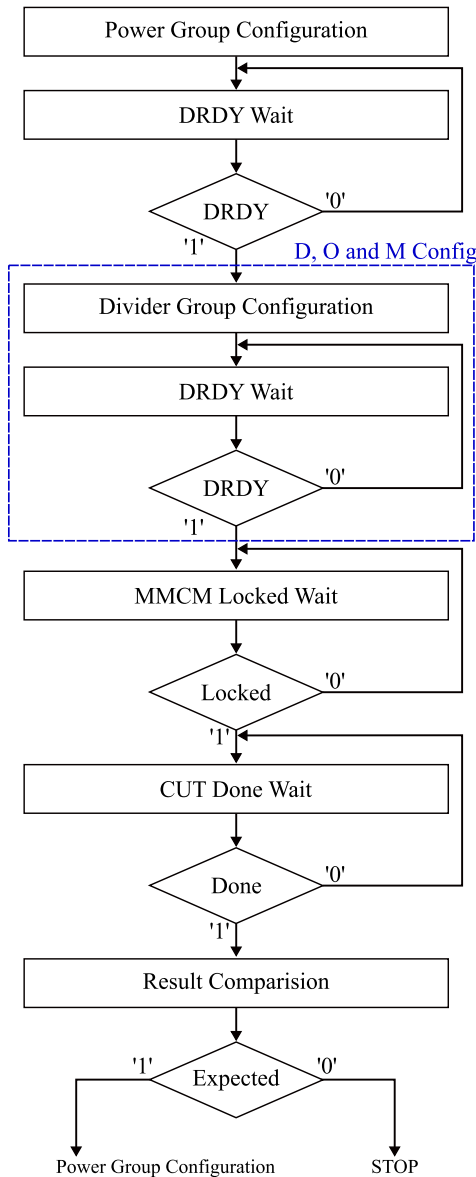 Power Group Configuration
DRDY Wait
DRDY
'0'
'1'
D, O and M Config
Divider Group Configuration
DRDY Wait
DRDY
'0'
'1'
MMCM Locked Wait
Locked
'0'
'1'
CUT Done Wait
Done
'0'
'1'
Result Comparision
'1'
Expected
'0'
Power Group Configuration
STOP